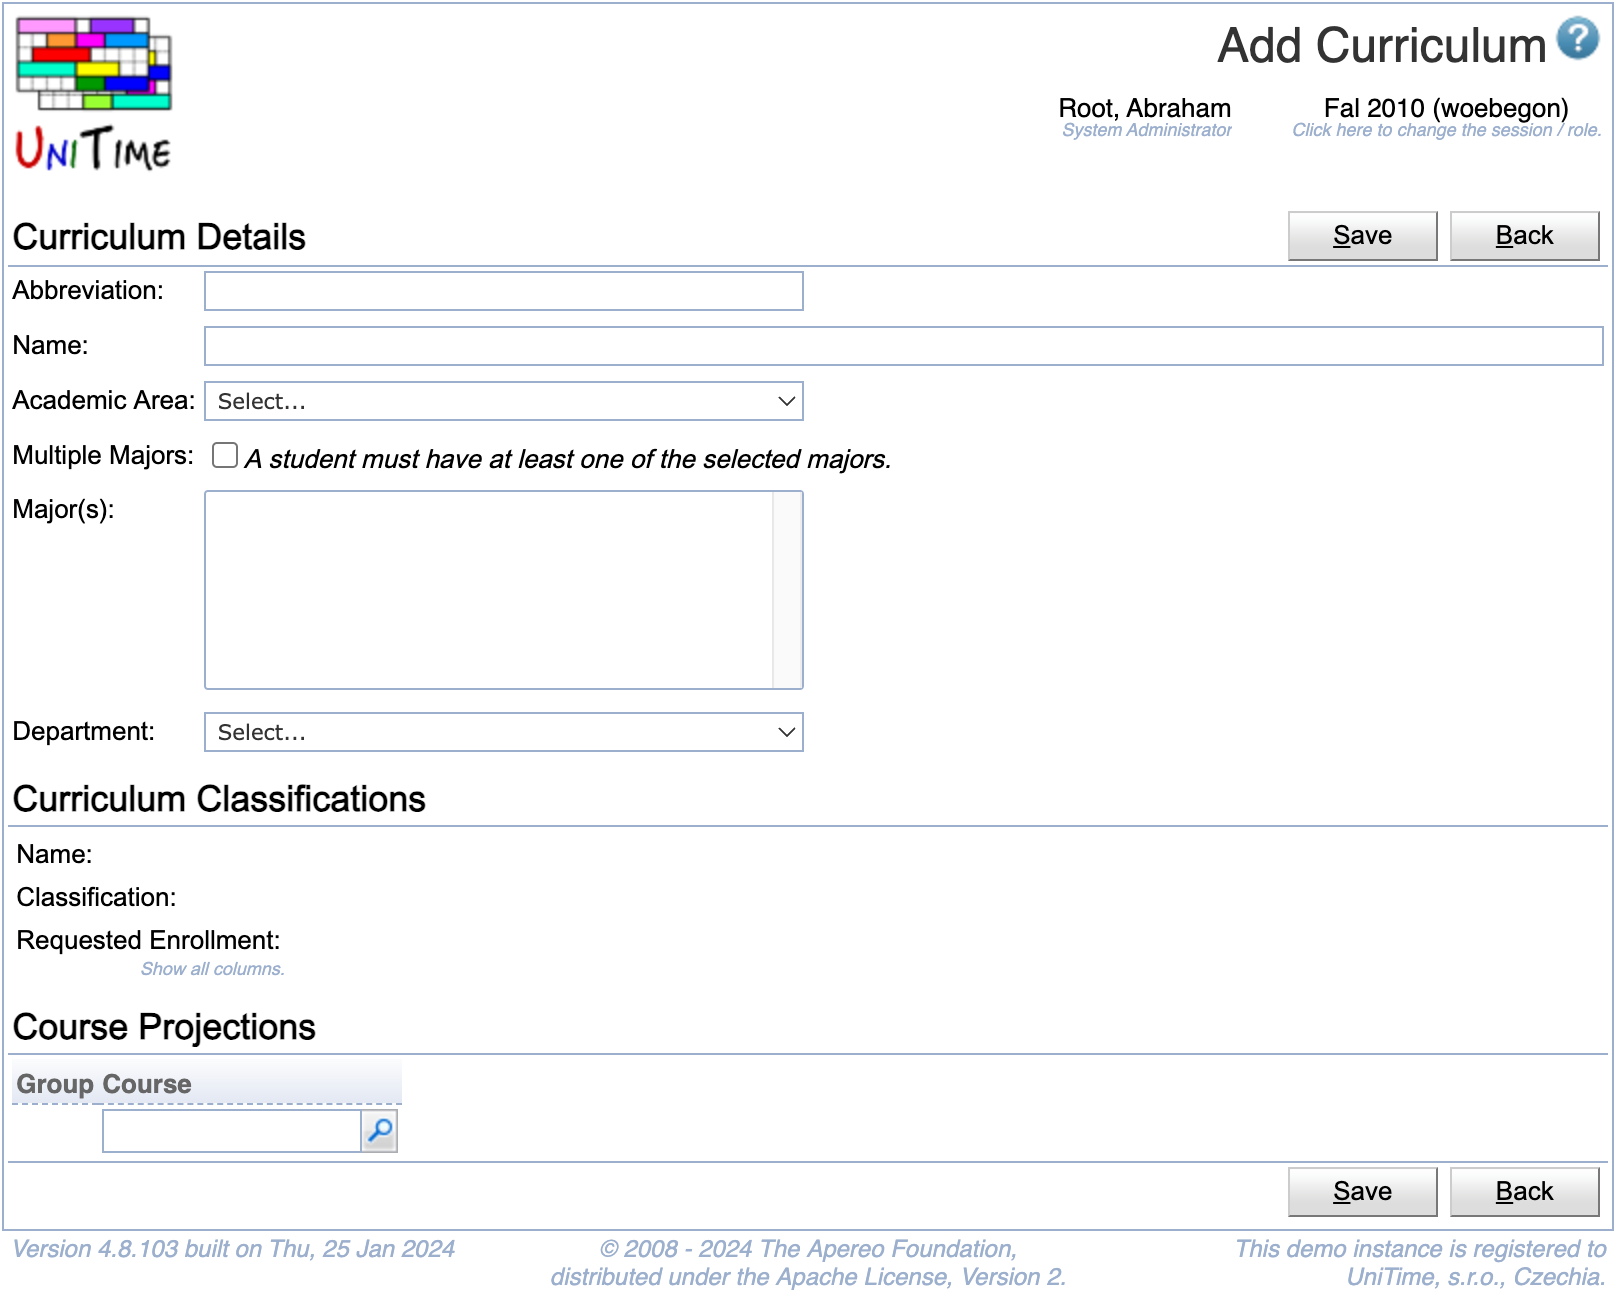 UniTime
Add Curriculum
?
Root, Abraham
System Administrator
Fal 2010 (woebegon)
Click here to change the session / role.
Curriculum Details
Save
Back
Abbreviation:
Name:
Academic Area:
Select...
Multiple Majors:
A student must have at least one of the selected majors.
Major(s):
Department:
Select...
Curriculum Classifications
Name:
Classification:
Requested Enrollment:
Show all columns.
Course Projections
Group Course
Save
Back
Version 4.8.103 built on Thu, 25 Jan 2024
© 2008 - 2024 The Apereo Foundation,
distributed under the Apache License, Version 2.
This demo instance is registered to
UniTime, s.r.o., Czechia.